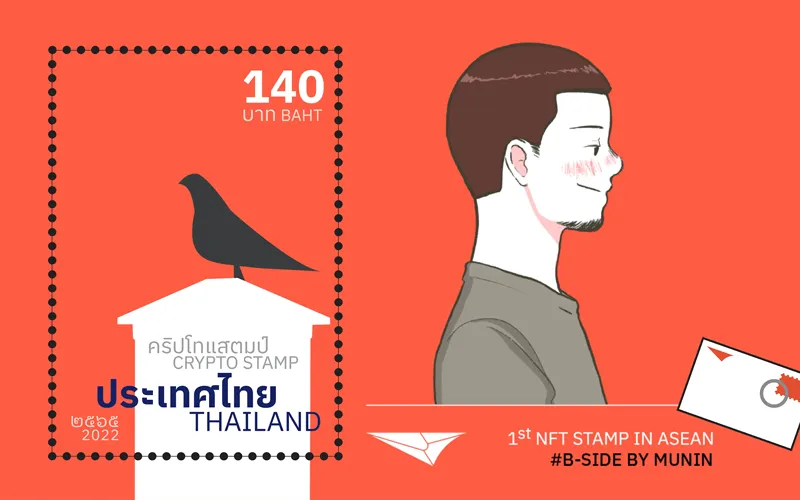 140
บาท BAHT
คริปโทแสตมป์
CRYPTO STAMP
ประเทศไทย
THAILAND
๒๕๖๕
2022
1st NFT STAMP IN ASEAN
#B-SIDE BY MUNIN